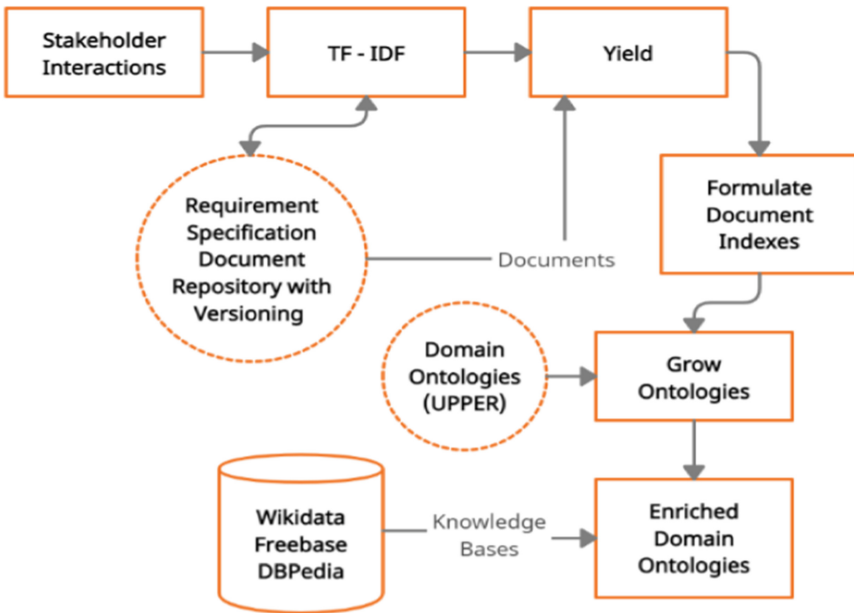 Stakeholder
Interactions
TF - IDF
Yield
Requirement
Specification
Document
Repository with
Versioning
Documents
Formulate
Document
Indexes
Domain
Ontologies
(UPPER)
Grow
Ontologies
Wikidata
Freebase
DBPedia
Knowledge
Bases
Enriched
Domain
Ontologies